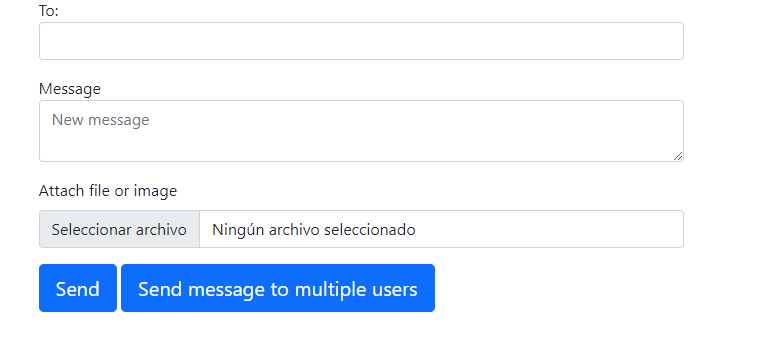 To:
Message
New message
Attach file or image
Seleccionar archivo Ningún archivo seleccionado
Send Send message to multiple users